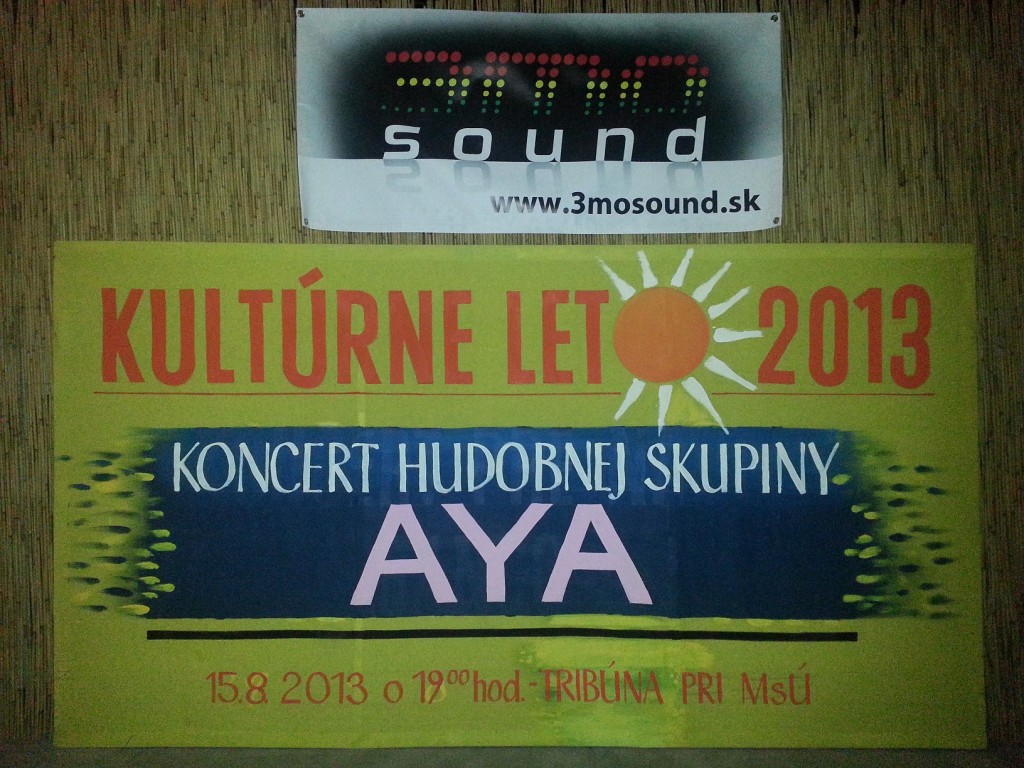 3mo
sound
www.3mosound.sk
KULTÚRNE LETO 2013
KONCERT HUDOBNEJ SKUPINY
AYA
15.8. 2013 o 19⁰⁰ hod. - TRIBÚNA PRI MsÚ